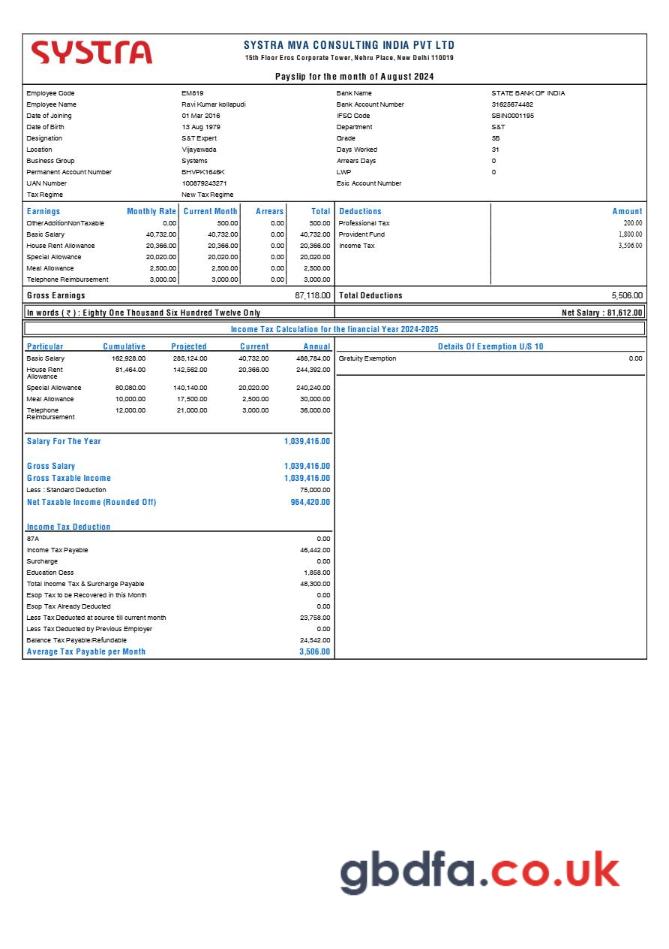 SYSTRA
SYSTRA MVA CONSULTING INDIA PVT LTD
15th Floor Eros Corporate Tower, Nehru Place, New Delhi 110019
Payslip for the month of August 2024
Employee Code EM819 Bank Name STATE BANK OF INDIA
Employee Name Ravi Kumar kollapudi Bank Account Number 31625674482
Date of Joining 01 Mar 2016 IFSO Code SBIN0001195
Date of Birth 13 Aug 1979 Department S&T
Designation S&T Expert Grade 3B
Location Vijayawada Days Worked 31
Business Group Systems Arrears Days 0
Permanent Account Number BHVPK1646K LWP 0
UAN Number 100879243271 Esic Account Number
Tax Regime New Tax Regime
Earnings Monthly Rate Current Month Arrears Total Deductions Amount
OtherAdditionNonTaxable 0.00 500.00 0.00 500.00 Professional Tax 200.00
Basic Salary 40,732.00 40,732.00 0.00 40,732.00 Provident Fund 1,800.00
House Rent Allowance 20,366.00 20,366.00 0.00 20,366.00 Income Tax 3,506.00
Special Allowance 20,020.00 20,020.00 0.00 20,020.00
Meal Allowance 2,500.00 2,500.00 0.00 2,500.00
Telephone Reimbursement 3,000.00 3,000.00 0.00 3,000.00
Gross Earnings 87,118.00 Total Deductions 5,506.00
In words ( ₹ ) : Eighty One Thousand Six Hundred Twelve Only Net Salary : 81,612.00
Income Tax Calculation for the financial Year 2024-2025
Particular Cumulative Projected Current Annual Details Of Exemption U/S 10
Basic Salary 162,928.00 285,124.00 40,732.00 488,784.00 Gretuity Exemption 0.00
House Rent Allowance 81,464.00 142,562.00 20,366.00 244,392.00
Special Allowance 80,080.00 140,140.00 20,020.00 240,240.00
Meal Allowance 10,000.00 17,500.00 2,500.00 30,000.00
Telephone Reimbursement 12,000.00 21,000.00 3,000.00 36,000.00
Salary For The Year 1,039,416.00
Gross Salary 1,039,416.00
Gross Taxable Income 1,039,416.00
Less : Standard Deduction 75,000.00
Net Taxable Income (Rounded Off) 964,420.00
Income Tax Deduction
87A 0.00
Income Tax Payable 46,442.00
Surcharge 0.00
Education Cess 1,858.00
Total Income Tax & Surcharge Payable 48,300.00
Esop Tax to be Recovered in this Month 0.00
Esop Tax Already Deducted 0.00
Less Tax Deducted at source till current month 23,758.00
Less Tax Deducted by Previous Employer 0.00
Balance Tax Payable/Refundable 24,542.00
Average Tax Payable per Month 3,506.00
gbdfa.co.uk